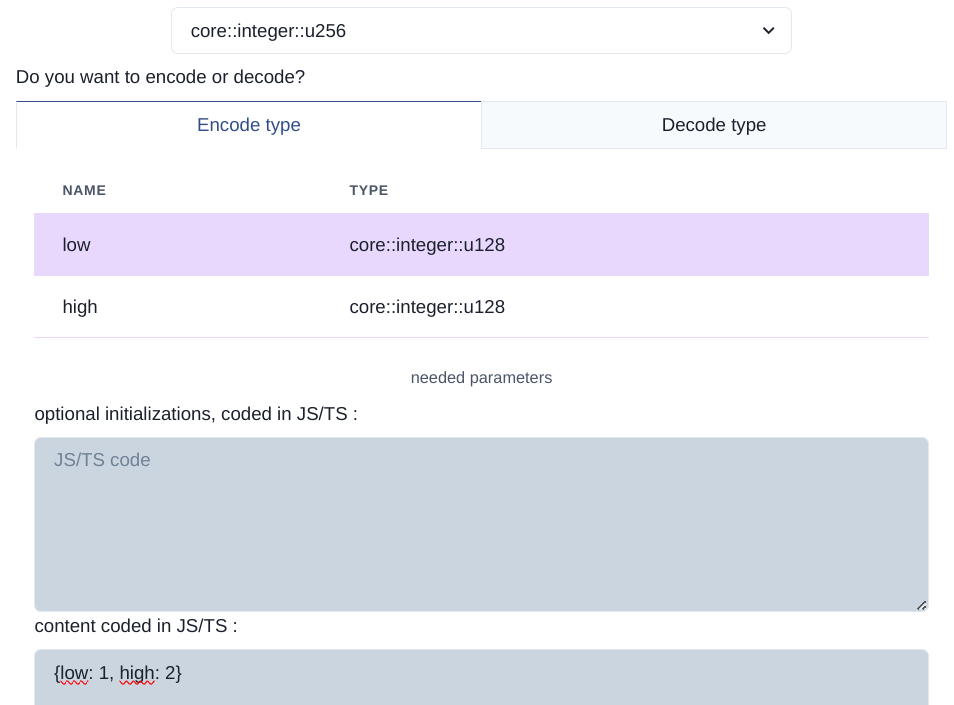 core::integer::u256
Do you want to encode or decode?
Encode type Decode type
NAME TYPE
low core::integer::u128
high core::integer::u128
needed parameters
optional initializations, coded in JS/TS :
JS/TS code
content coded in JS/TS :
{low: 1, high: 2}